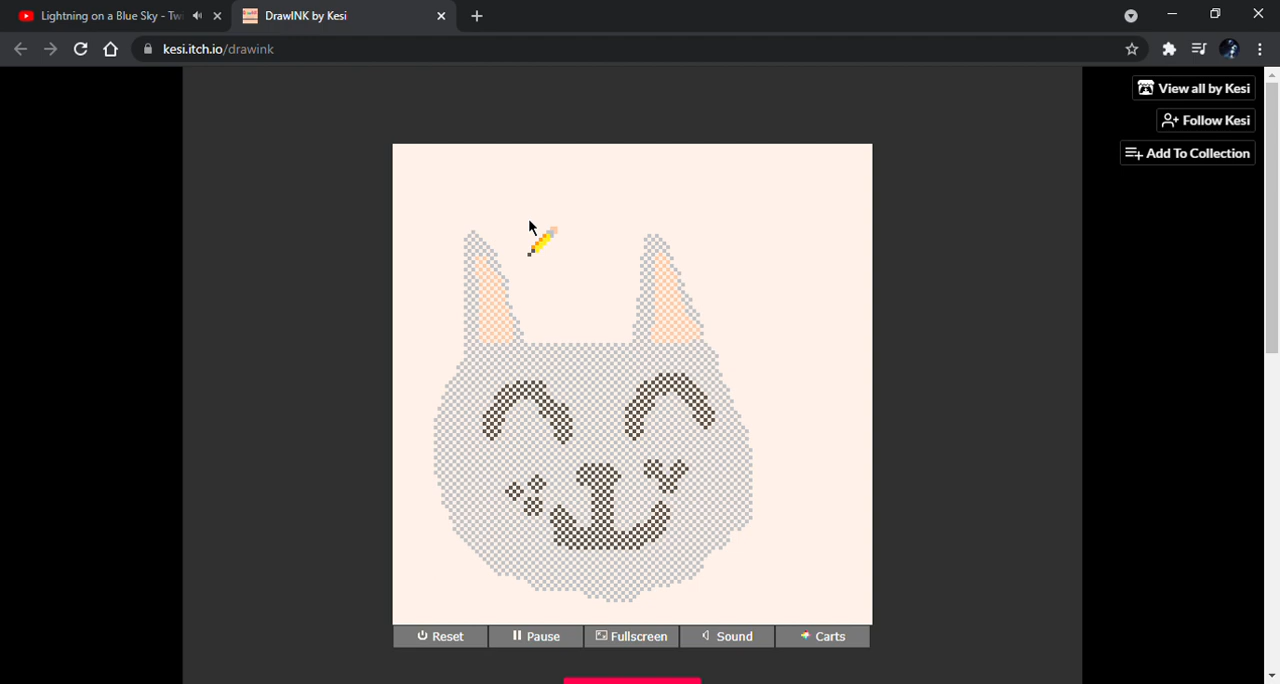 Lightning on a Blue Sky - Tw
DrawINK by Kesi
kesi.itch.io/drawink
View all by Kesi
Follow Kesi
Add To Collection
Reset
Pause
Fullscreen
Sound
Carts